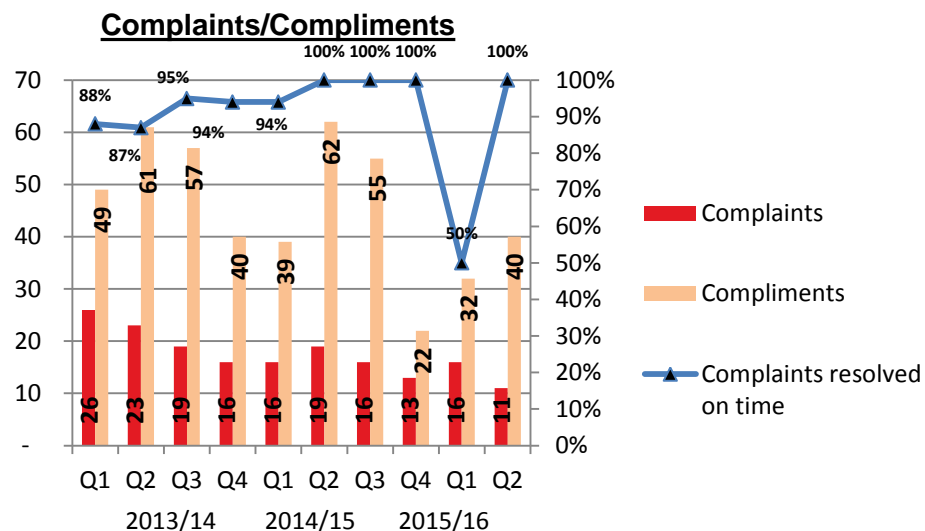 Complaints/Compliments
100% 100% 100% 100%
70 88% 95% 100%
60 87% 94% 94% 90%
50 80%
40 70%
30 60%
20 50% 50%
10 40%
- 30%
20%
10%
0%
49 61 57 40 39 62 55 22 32 40
26 23 19 16 16 19 16 13 16 11
Q1 Q2 Q3 Q4 Q1 Q2 Q3 Q4 Q1 Q2
2013/14 2014/15 2015/16
Complaints
Compliments
Complaints resolved
on time